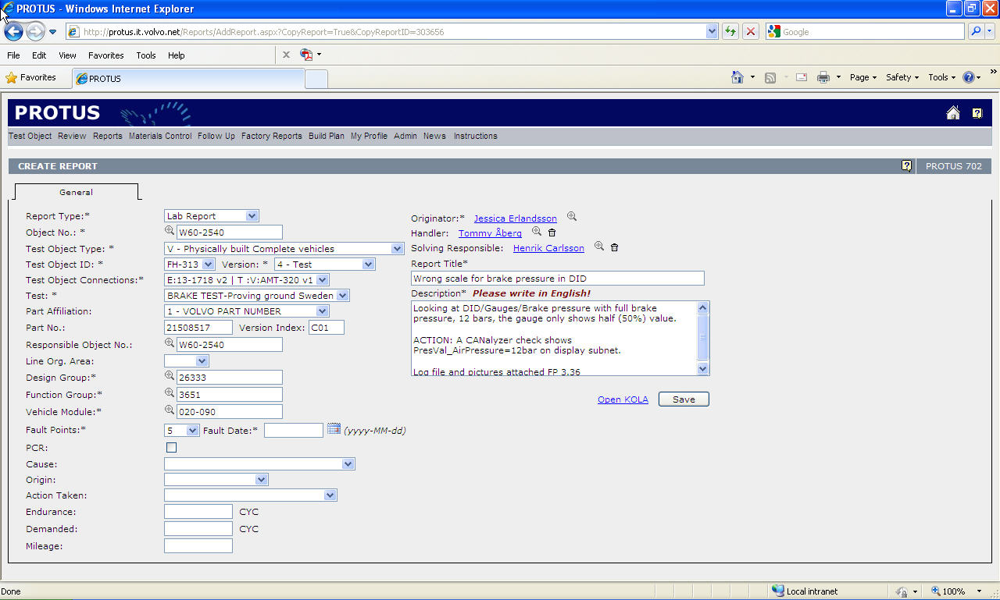 PROTUS - Windows Internet Explorer
http://protus.it.volvo.net/Reports/AddReport.aspx?CopyReport=True&CopyReportID=303656
Google
File Edit View Favorites Tools Help
Favorites PROTUS Page Safety Tools
PROTUS
Test Object Review Reports Materials Control Follow Up Factory Reports Build Plan My Profile Admin News Instructions
CREATE REPORT PROTUS 702
General
Report Type:* Lab Report
Object No.: * W60-2540
Test Object Type: * V - Physically built Complete vehicles
Test Object ID: * FH-313 Version: * 4 - Test
Test Object Connections:* E:13-1718 v2 | T :V:AMT-320 v1
Test: * BRAKE TEST-Proving ground Sweden
Part Affiliation: 1 - VOLVO PART NUMBER
Part No.: 21508517 Version Index: C01
Responsible Object No.: W60-2540
Line Org. Area:
Design Group:* 26333
Function Group:* 3651
Vehicle Module:* 020-090
Fault Points:* 5 Fault Date:* (yyyy-MM-dd)
PCR:
Cause:
Origin:
Action Taken:
Endurance: CYC
Demanded: CYC
Mileage:
Originator:* Jessica Erlandsson
Handler: Tommy Åberg
Solving Responsible: Henrik Carlsson
Report Title*
Wrong scale for brake pressure in DID
Description* Please write in English!
Looking at DID/Gauges/Brake pressure with full brake
pressure, 12 bars, the gauge only shows half (50%) value.
ACTION: A CANalyzer check shows
PresVal_AirPressure=12bar on display subnet.
Log file and pictures attached FP 3.36
Open KOLA Save
Done Local intranet 100%